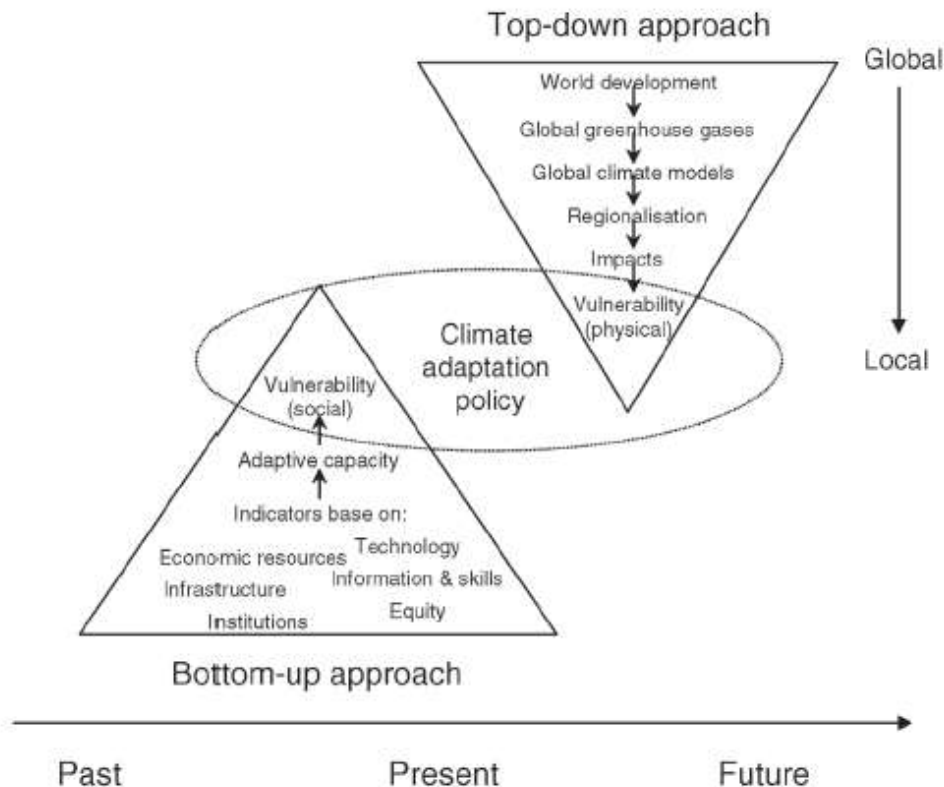 Top-down approach
Global
World development
Global greenhouse gases
Global climate models
Regionalisation
Impacts
Vulnerability
(physical)
Local
Climate
adaptation
policy
Vulnerability
(social)
Adaptive capacity
Indicators base on:
Technology
Economic resources
Information & skills
Infrastructure
Equity
Institutions
Bottom-up approach
Past
Present
Future